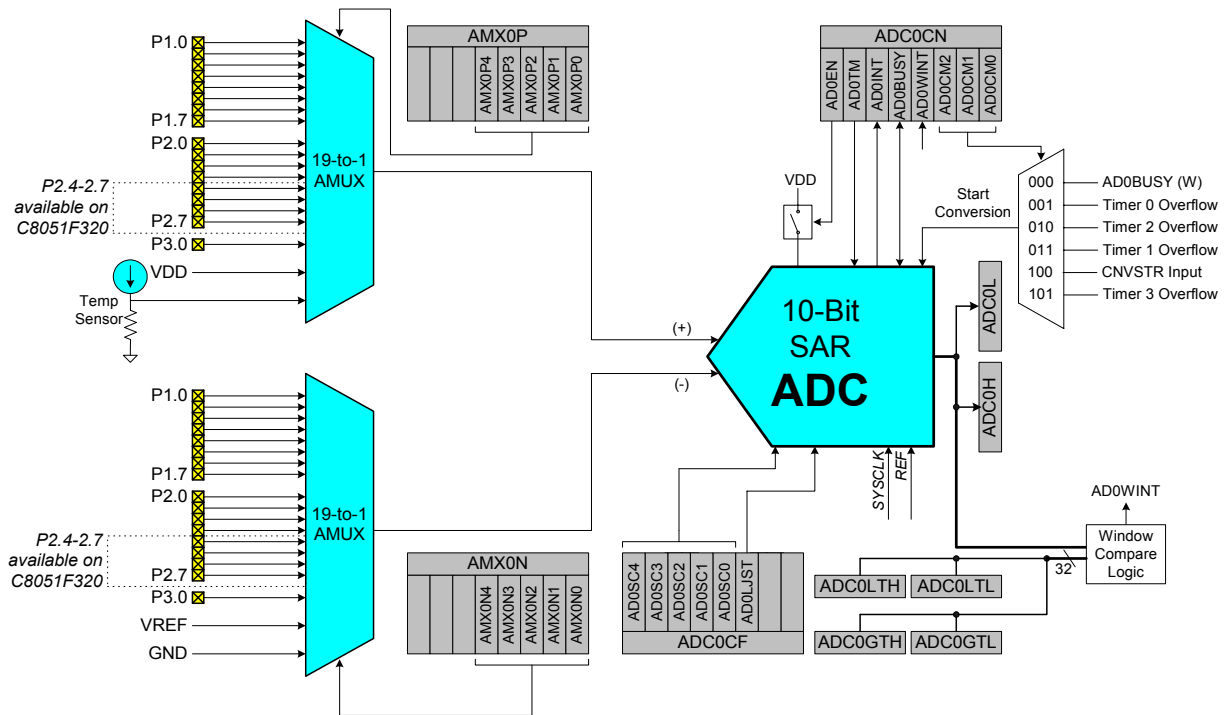 AMX0P
AMX0P4
AMX0P3
AMX0P2
AMX0P1
AMX0P0
ADC0CN
AD0EN
AD0TM
AD0INT
AD0BUSY
AD0WINT
AD0CM2
AD0CM1
AD0CM0
P1.0
P1.7
P2.0
P2.4-2.7
available on
C8051F320
P2.7
P3.0
VDD
Temp
Sensor
19-to-1
AMUX
VDD
Start
Conversion
000
AD0BUSY (W)
001
Timer 0 Overflow
010
Timer 2 Overflow
011
Timer 1 Overflow
100
CNVSTR Input
101
Timer 3 Overflow
(+)
(-)
10-Bit
SAR
ADC
ADC0L
ADC0H
SYSCLK
REF
P1.0
P1.7
P2.0
P2.4-2.7
available on
C8051F320
P2.7
P3.0
VREF
GND
19-to-1
AMUX
AMX0N
AMX0N4
AMX0N3
AMX0N2
AMX0N1
AMX0N0
AD0SC4
AD0SC3
AD0SC2
AD0SC1
AD0SC0
AD0LJST
ADC0CF
AD0WINT
Window
Compare
Logic
32
ADC0LTH
ADC0LTL
ADC0GTH
ADC0GTL